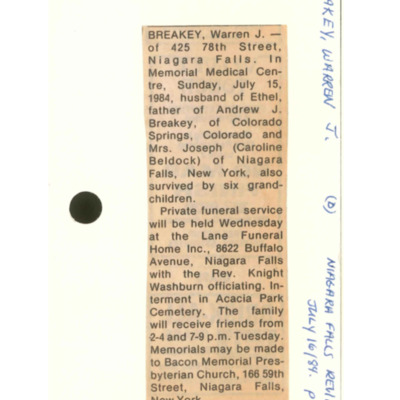 BREAKEY, Warren J. —
of 425 78th Street,
Niagara Falls. In
Memorial Medical Cen-
tre, Sunday, July 15,
1984, husband of Ethel,
father of Andrew J.
Breakey, of Colorado
Springs, Colorado and
Mrs. Joseph (Caroline
Beldock) of Niagara
Falls, New York, also
survived by six grand-
children.
Private funeral service
will be held Wednesday
at the Lane Funeral
Home Inc., 8622 Buffalo
Avenue, Niagara Falls
with the Rev. Knight
Washburn officiating. In-
terment in Acacia Park
Cemetery. The family
will receive friends from
2-4 and 7-9 p.m. Tuesday.
Memorials may be made
to Bacon Memorial Pres-
byterian Church, 166 59th
Street, Niagara Falls,
New York.
AKEY, WARREN J. (b) NIAGARA FALLS REVI
JULY 16/84. P